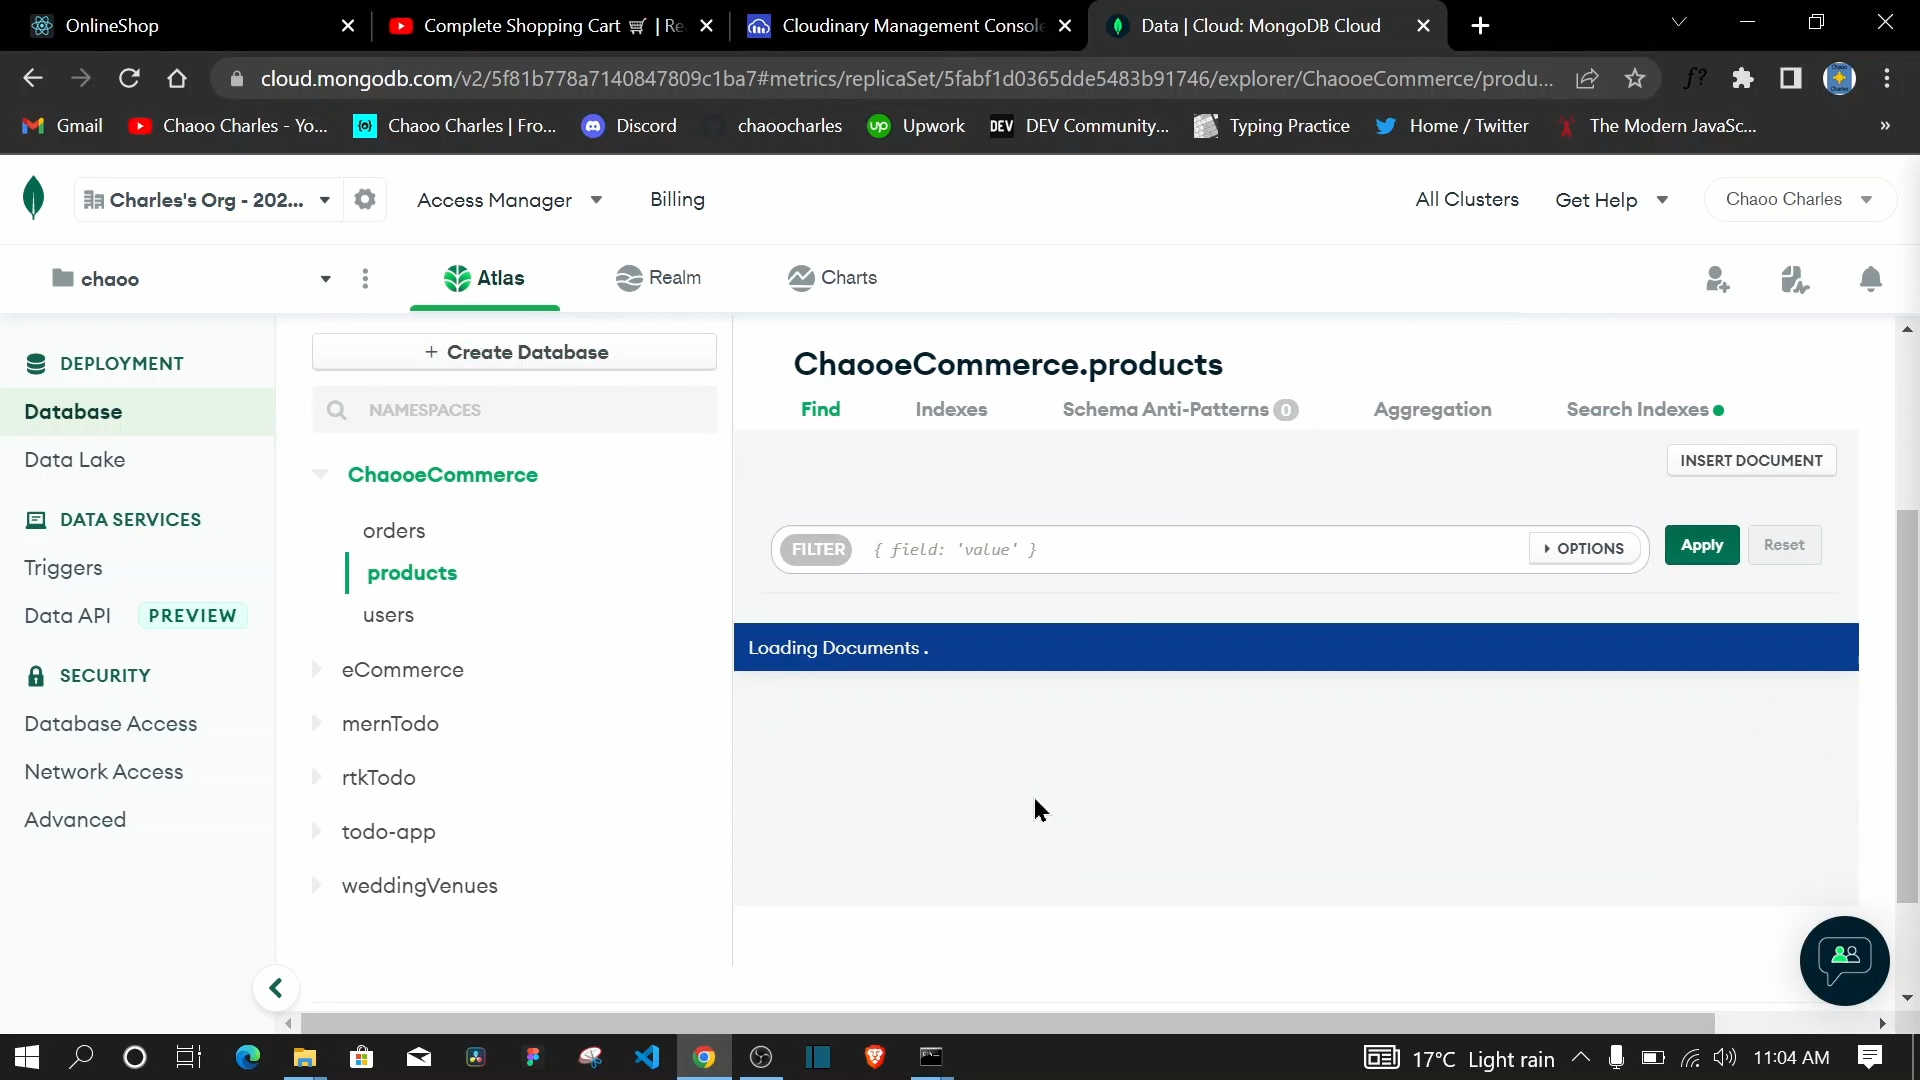 OnlineShop
Complete Shopping Cart 🛒 | Re
Cloudinary Management Console
Data | Cloud: MongoDB Cloud
cloud.mongodb.com/v2/5f81b778a7140847809c1ba7#metrics/replicaSet/5fabf1d0365dde5483b91746/explorer/ChaooeCommerce/produ...
f?
Gmail
Chaoo Charles - Yo...
Chaoo Charles | Fro...
Discord
chaoocharles
up Upwork
DEV DEV Community...
Typing Practice
Home / Twitter
The Modern JavaSc...
»
Charles's Org - 202...
Access Manager
Billing
All Clusters
Get Help
Chaoo Charles
chaoo
Atlas
Realm
Charts
DEPLOYMENT
Database
Data Lake
DATA SERVICES
Triggers
Data API PREVIEW
SECURITY
Database Access
Network Access
Advanced
+ Create Database
NAMESPACES
ChaooeCommerce
orders
products
users
eCommerce
mernTodo
rtkTodo
todo-app
weddingVenues
ChaooeCommerce.products
Find
Indexes
Schema Anti-Patterns 0
Aggregation
Search Indexes
INSERT DOCUMENT
FILTER { field: 'value' }
OPTIONS
Apply
Reset
Loading Documents .
17°C Light rain
11:04 AM